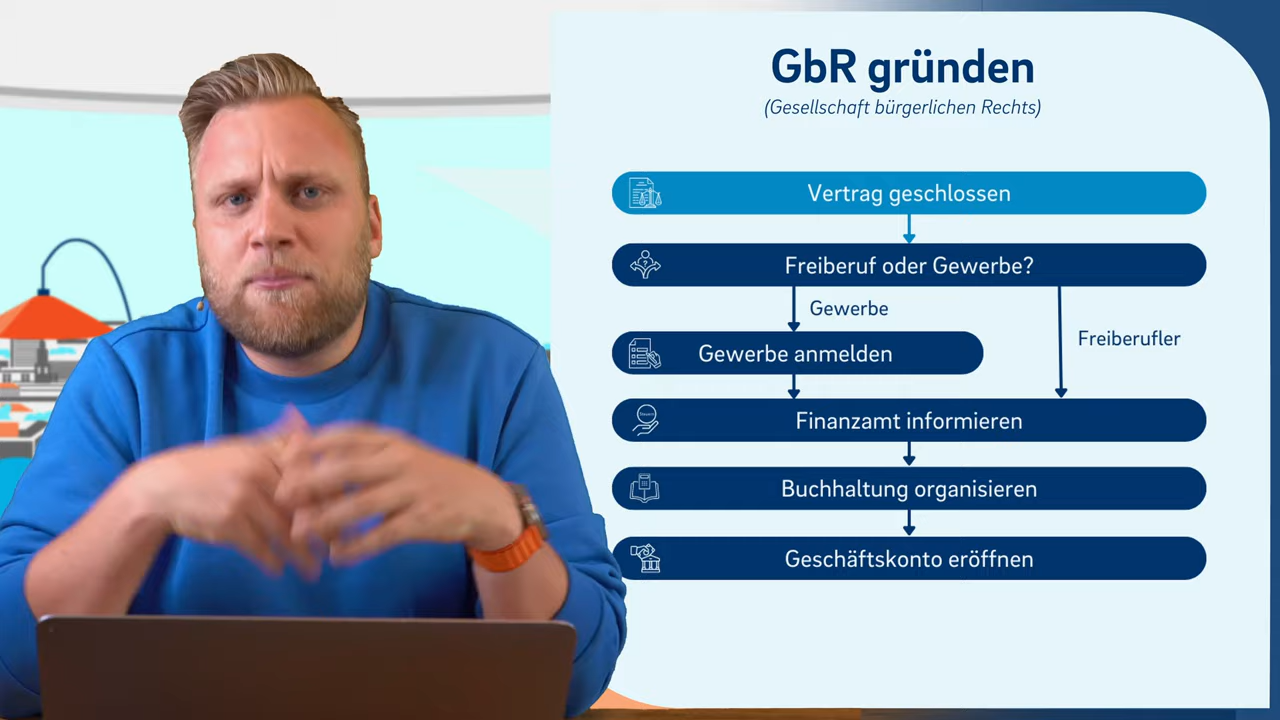 GbR gründen
(Gesellschaft bürgerlichen Rechts)
Vertrag geschlossen
Freiberuf oder Gewerbe?
Gewerbe
Freiberufler
Gewerbe anmelden
Finanzamt informieren
Buchhaltung organisieren
Geschäftskonto eröffnen